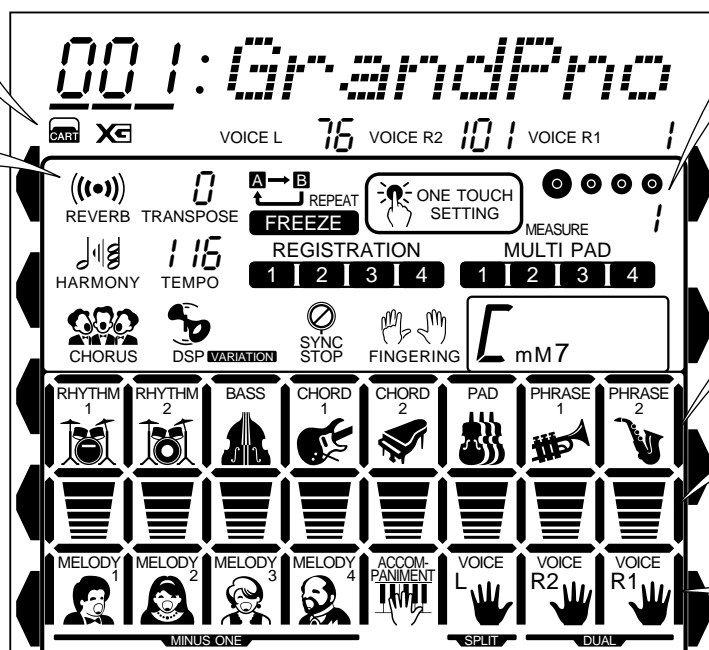 001:GrandPno
CART XG VOICE L 76 VOICE R2 101 VOICE R1 1
REVERB 0 TRANSPOSE A B REPEAT FREEZE ONE TOUCH SETTING MEASURE 1
HARMONY 116 TEMPO REGISTRATION 1 2 3 4 MULTI PAD 1 2 3 4
CHORUS DSP VARIATION SYNC STOP FINGERING C mM7
RHYTHM 1 RHYTHM 2 BASS CHORD 1 CHORD 2 PAD PHRASE 1 PHRASE 2
MELODY 1 MELODY 2 MELODY 3 MELODY 4 ACCOM-PANIMENT VOICE L VOICE R2 VOICE R1
MINUS ONE SPLIT DUAL